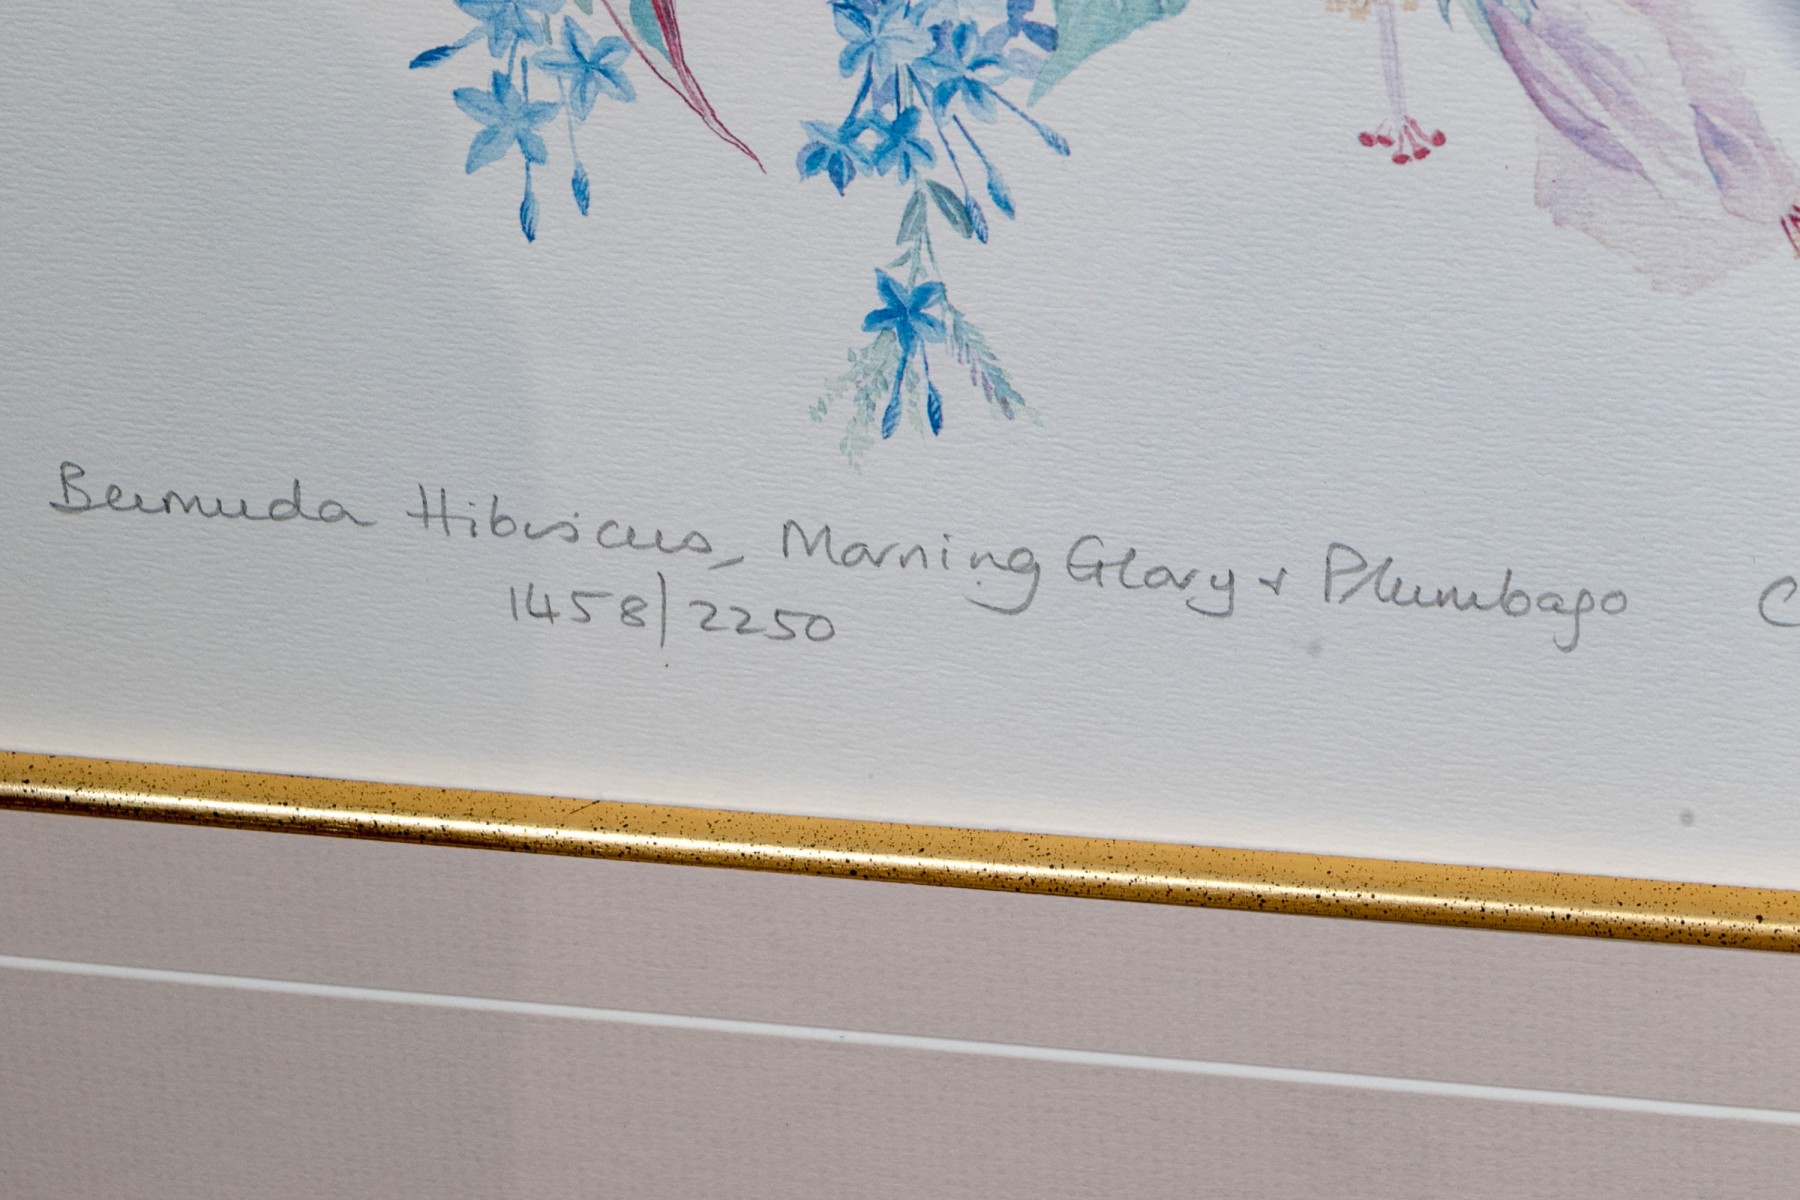 Bermuda Hibiscus, Morning Glory + Plumbago C
1458/2250